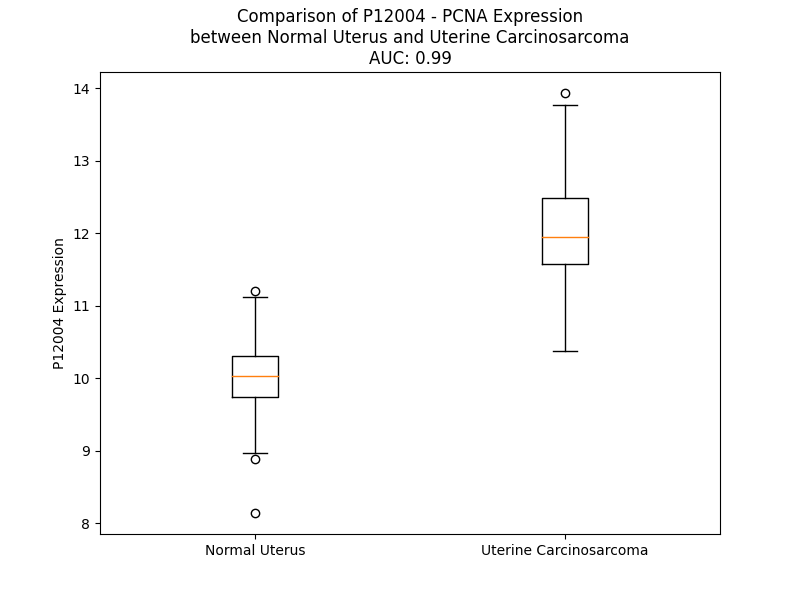 Comparison of P12004 - PCNA Expression
between Normal Uterus and Uterine Carcinosarcoma
AUC: 0.99
14
13
12
11
10
9
8
P12004 Expression
Normal Uterus
Uterine Carcinosarcoma